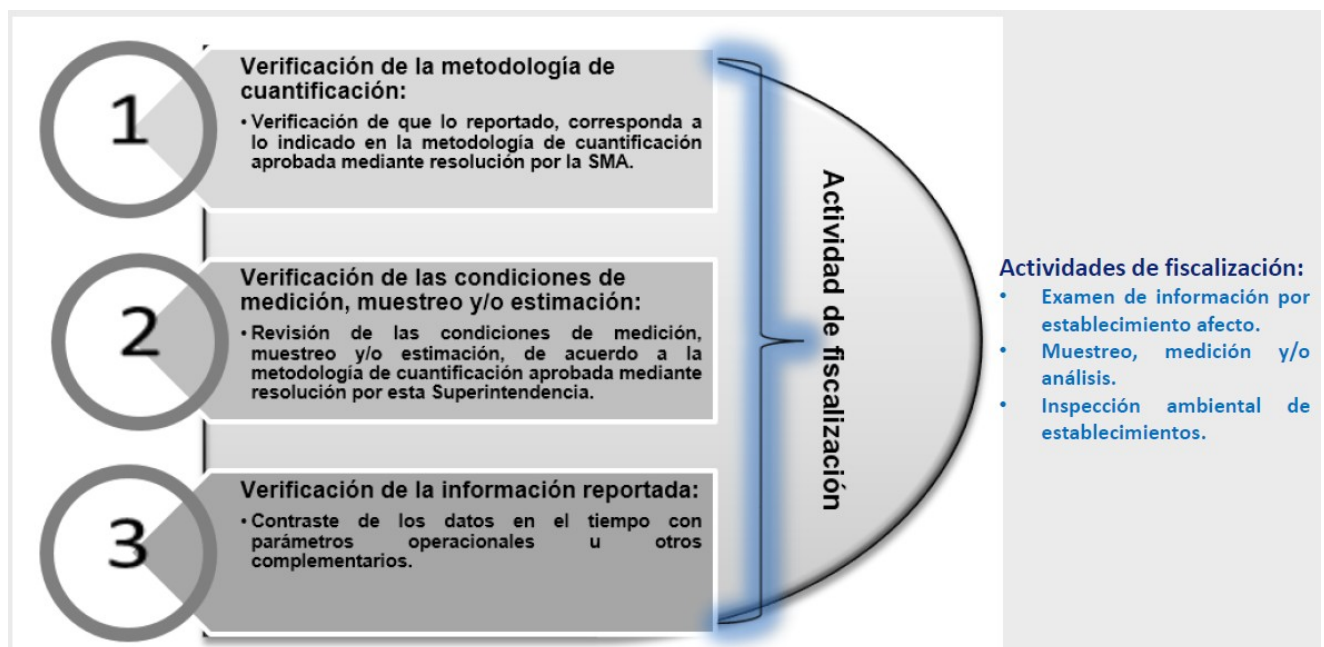 1
Verificación de la metodología de
cuantificación:
• Verificación de que lo reportado, corresponda a
lo indicado en la metodología de cuantificación
aprobada mediante resolución por la SMA.
2
Verificación de las condiciones de
medición, muestreo y/o estimación:
• Revisión de las condiciones de medición,
muestreo y/o estimación, de acuerdo a la
metodología de cuantificación aprobada mediante
resolución por esta Superintendencia.
3
Verificación de la información reportada:
• Contraste de los datos en el tiempo con
parámetros operacionales u otros
complementarios.
Actividad de fiscalización
Actividades de fiscalización:
• Examen de información por
establecimiento afecto.
• Muestreo, medición y/o
análisis.
• Inspección ambiental de
establecimientos.